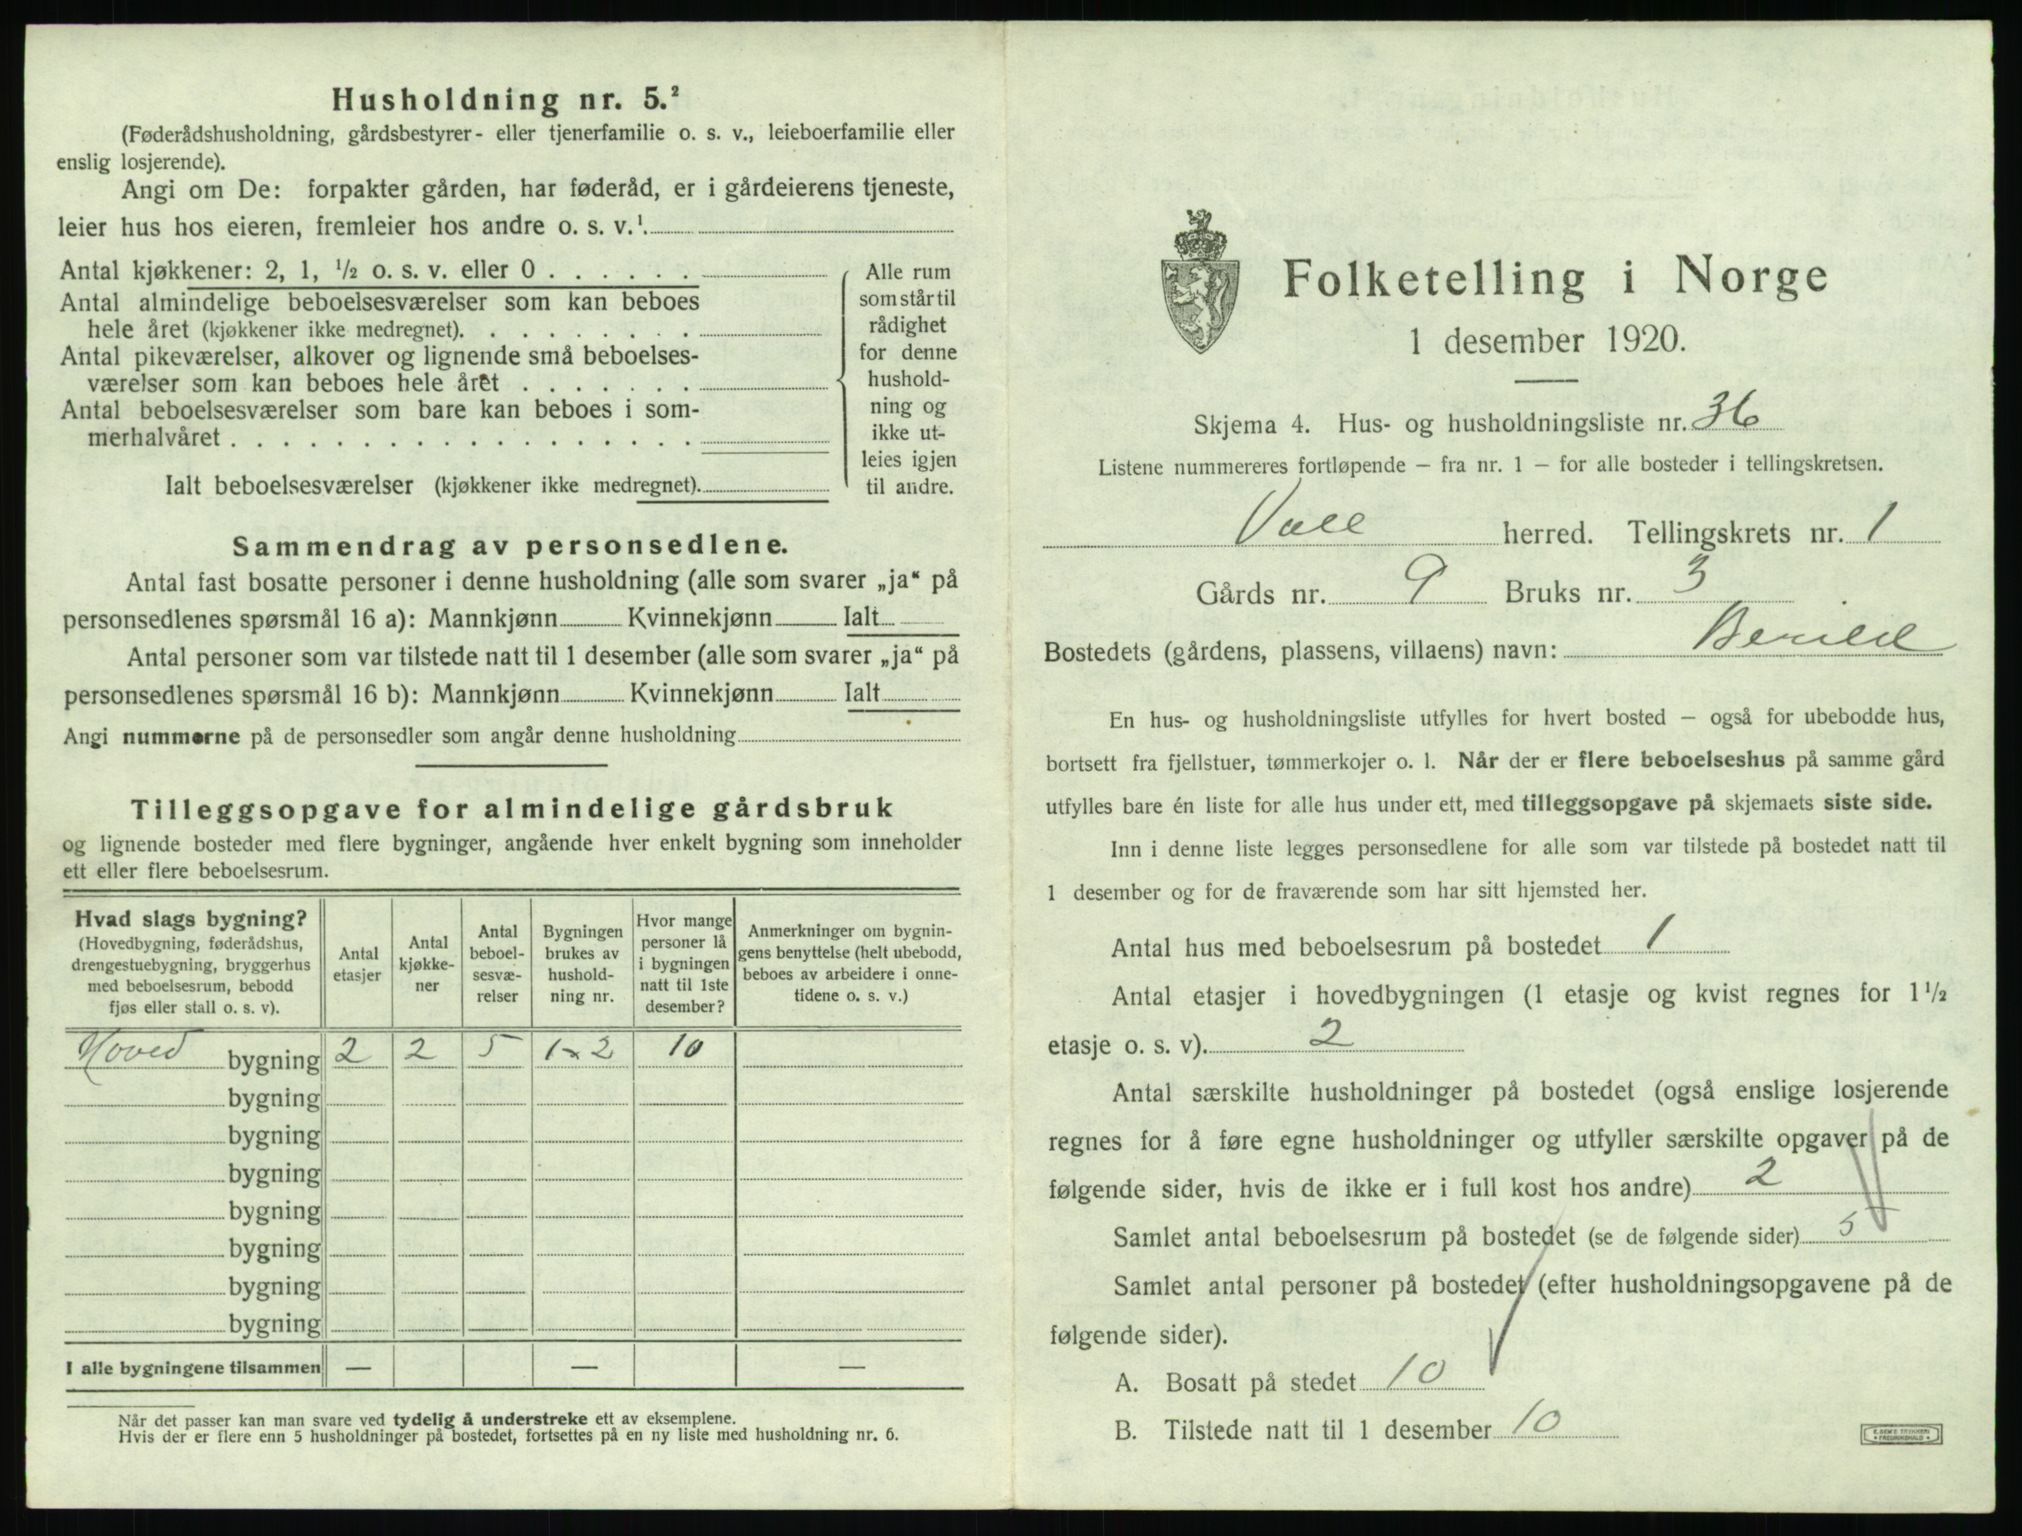 Husholdning nr. 5.²
(Føderådshusholdning, gårdsbestyrer- eller tjenerfamilie o. s. v., leieboerfamilie eller
enslig losjerende).
Angi om De: forpakter gården, har føderåd, er i gårdeierens tjeneste,
leier hus hos eieren, fremleier hos andre o. s. v.¹
Antal kjøkkener: 2, 1, ½ o. s. v. eller 0 . . . . . .
Antal almindelige beboelsesværelser som kan beboes
hele året (kjøkkener ikke medregnet). . . . . . . . .
Antal pikeværelser, alkover og lignende små beboelses-
værelser som kan beboes hele året . . . . . . .
Antal beboelsesværelser som bare kan beboes i som-
merhalvåret . . . . . . . . . . . . . . . . . .
Ialt beboelsesværelser (kjøkkener ikke medregnet).
Alle rum
som står til
rådighet
for denne
hushold-
ning og
ikke ut-
leies igjen
til andre.
Sammendrag av personsedlene.
Antal fast bosatte personer i denne husholdning (alle som svarer „ja“ på
personsedlenes spørsmål 16 a): Mannkjønn Kvinnekjønn Ialt
Antal personer som var tilstede natt til 1 desember (alle som svarer „ja“ på
personsedlenes spørsmål 16 b): Mannkjønn Kvinnekjønn Ialt
Angi nummerne på de personsedler som angår denne husholdning
Tilleggsopgave for almindelige gårdsbruk
og lignende bosteder med flere bygninger, angående hver enkelt bygning som inneholder
ett eller flere beboelsesrum.
Hvad slags bygning?
(Hovedbygning, føderådshus,
drengestuebygning, bryggerhus
med beboelsesrum, bebodd
fjøs eller stall o. s. v).
Antal
etasjer
Antal
kjøkke-
ner
Antal
beboel-
sesvæ-
relser
Bygningen
brukes av
hushold-
ning nr.
Hvor mange
personer lå
i bygningen
natt til 1ste
desember?
Anmerkninger om bygnin-
gens benyttelse (helt ubebodd,
beboes av arbeidere i onne-
tidene o. s. v.)
Hoved bygning 2 2 5 1 x 2 10
bygning
bygning
bygning
bygning
bygning
bygning
bygning
I alle bygningene tilsammen — — —
Når det passer kan man svare ved tydelig å understreke ett av eksemplene.
Hvis der er flere enn 5 husholdninger på bostedet, fortsettes på en ny liste med husholdning nr. 6.
Folketelling i Norge
1 desember 1920.
Skjema 4. Hus- og husholdningsliste nr. 36
Listene nummereres fortløpende – fra nr. 1 – for alle bosteder i tellingskretsen.
Voll herred. Tellingskrets nr. 1
Gårds nr. 9 Bruks nr. 3
Bostedets (gårdens, plassens, villaens) navn:
En hus- og husholdningsliste utfylles for hvert bosted – også for ubebodde hus,
bortsett fra fjellstuer, tømmerkojer o. l. Når der er flere beboelseshus på samme gård
utfylles bare én liste for alle hus under ett, med tilleggsopgave på skjemaets siste side.
Inn i denne liste legges personsedlene for alle som var tilstede på bostedet natt til
1 desember og for de fraværende som har sitt hjemsted her.
Antal hus med beboelsesrum på bostedet 1
Antal etasjer i hovedbygningen (1 etasje og kvist regnes for 1½
etasje o. s. v). 2
Antal særskilte husholdninger på bostedet (også enslige losjerende
regnes for å føre egne husholdninger og utfyller særskilte opgaver på de
følgende sider, hvis de ikke er i full kost hos andre) 2
Samlet antal beboelsesrum på bostedet (se de følgende sider) 5
Samlet antal personer på bostedet (efter husholdningsopgavene på de
følgende sider).
A. Bosatt på stedet 10
B. Tilstede natt til 1 desember 10